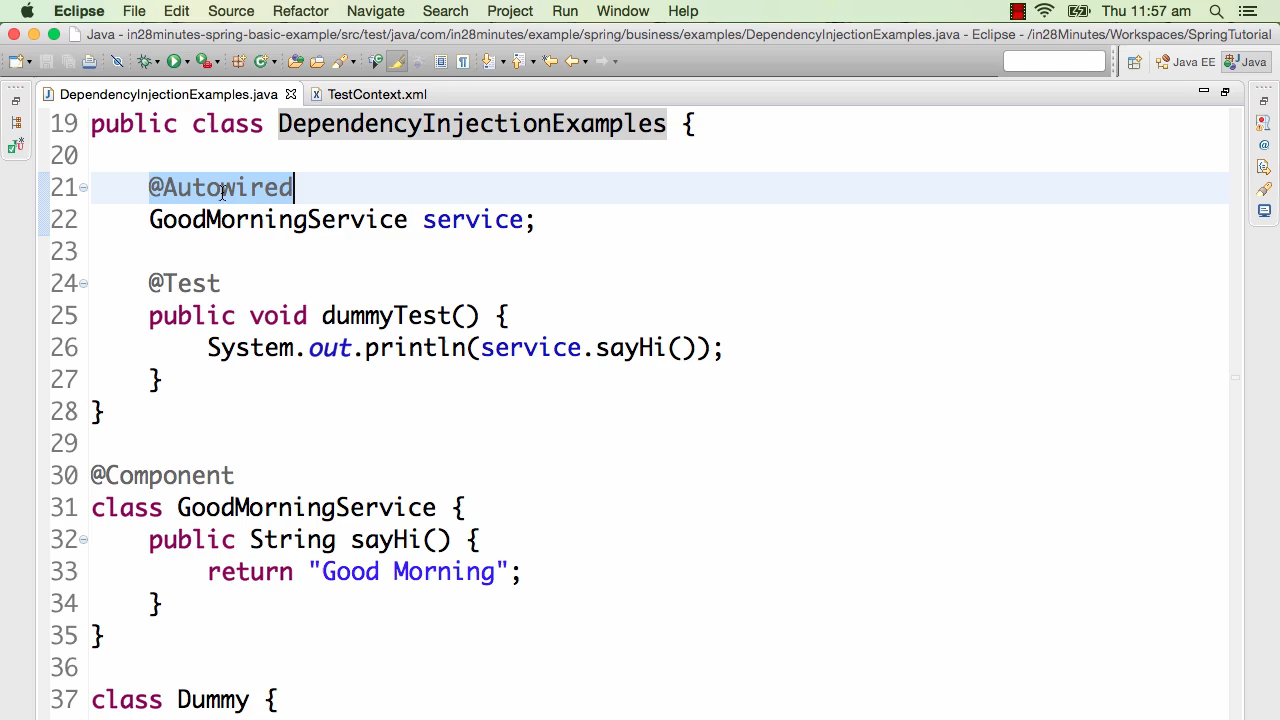 Eclipse File Edit Source Refactor Navigate Search Project Run Window Help Thu 11:57 am
Java - in28minutes-spring-basic-example/src/test/java/com/in28minutes/example/spring/business/examples/DependencyInjectionExamples.java - Eclipse - /in28Minutes/Workspaces/SpringTutorial
Java EE Java
DependencyInjectionExamples.java TestContext.xml
19 public class DependencyInjectionExamples {
20
21 @Autowired
22 GoodMorningService service;
23
24 @Test
25 public void dummyTest() {
26 System.out.println(service.sayHi());
27 }
28 }
29
30 @Component
31 class GoodMorningService {
32 public String sayHi() {
33 return "Good Morning";
34 }
35 }
36
37 class Dummy {